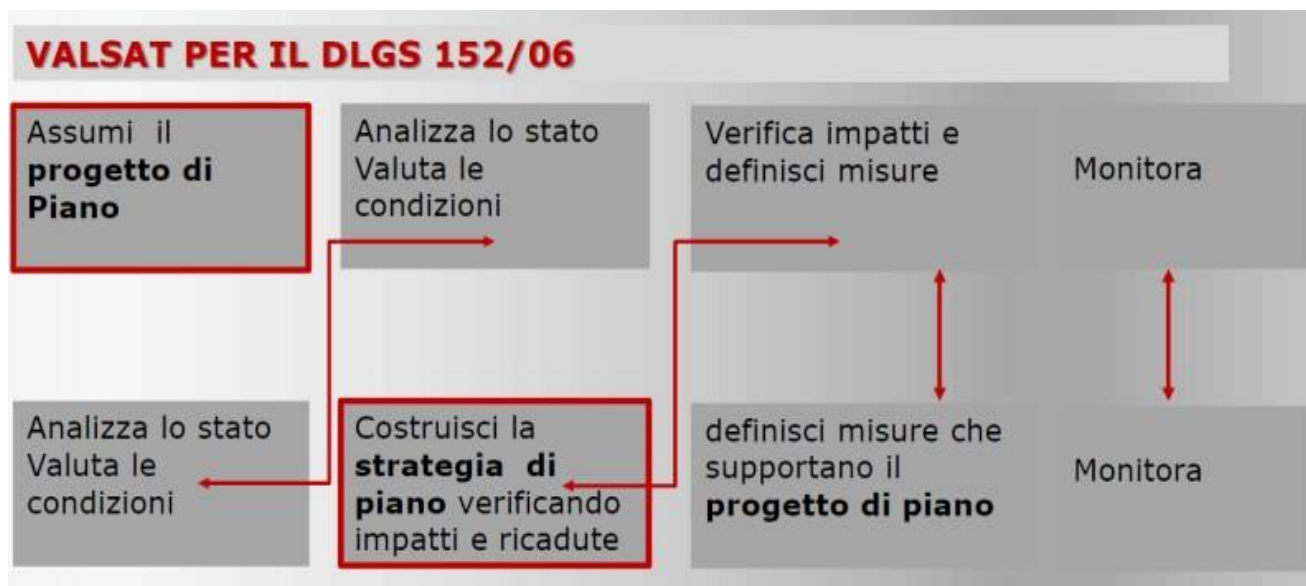 VALSAT PER IL DLGS 152/06
Assumi il
progetto di
Piano
Analizza lo stato
Valuta le
condizioni
Verifica impatti e
definisci misure
Monitora
Analizza lo stato
Valuta le
condizioni
Costruisci la
strategia di
piano verificando
impatti e ricadute
definisci misure che
supportano il
progetto di piano
Monitora